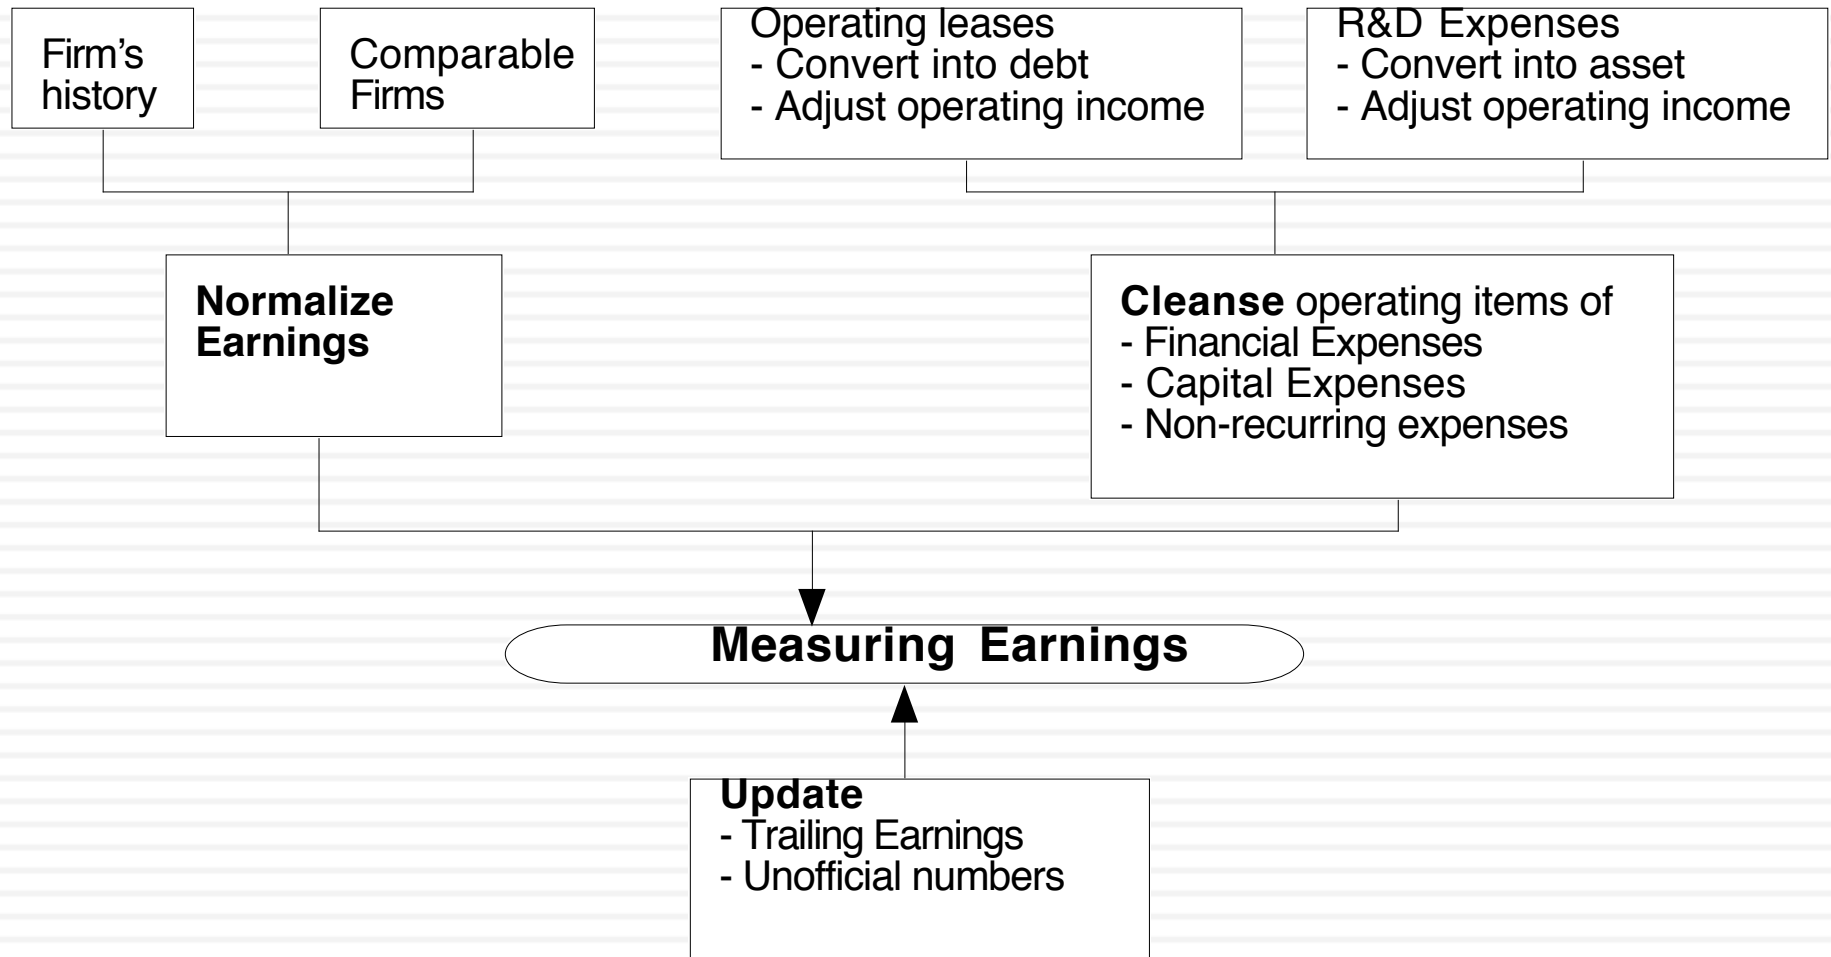 Firm’s
history
Comparable
Firms
Operating leases
- Convert into debt
- Adjust operating income
R&D Expenses
- Convert into asset
- Adjust operating income
Normalize
Earnings
Cleanse operating items of
- Financial Expenses
- Capital Expenses
- Non-recurring expenses
Measuring Earnings
Update
- Trailing Earnings
- Unofficial numbers